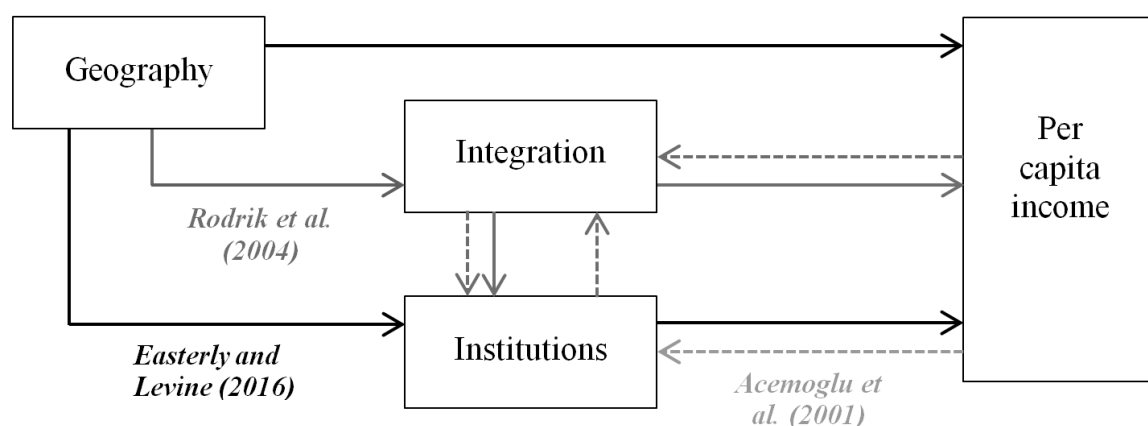 Geography
Integration
Per
capita
income
Rodrik et al.
(2004)
Institutions
Easterly and
Levine (2016)
Acemoglu et
al. (2001)